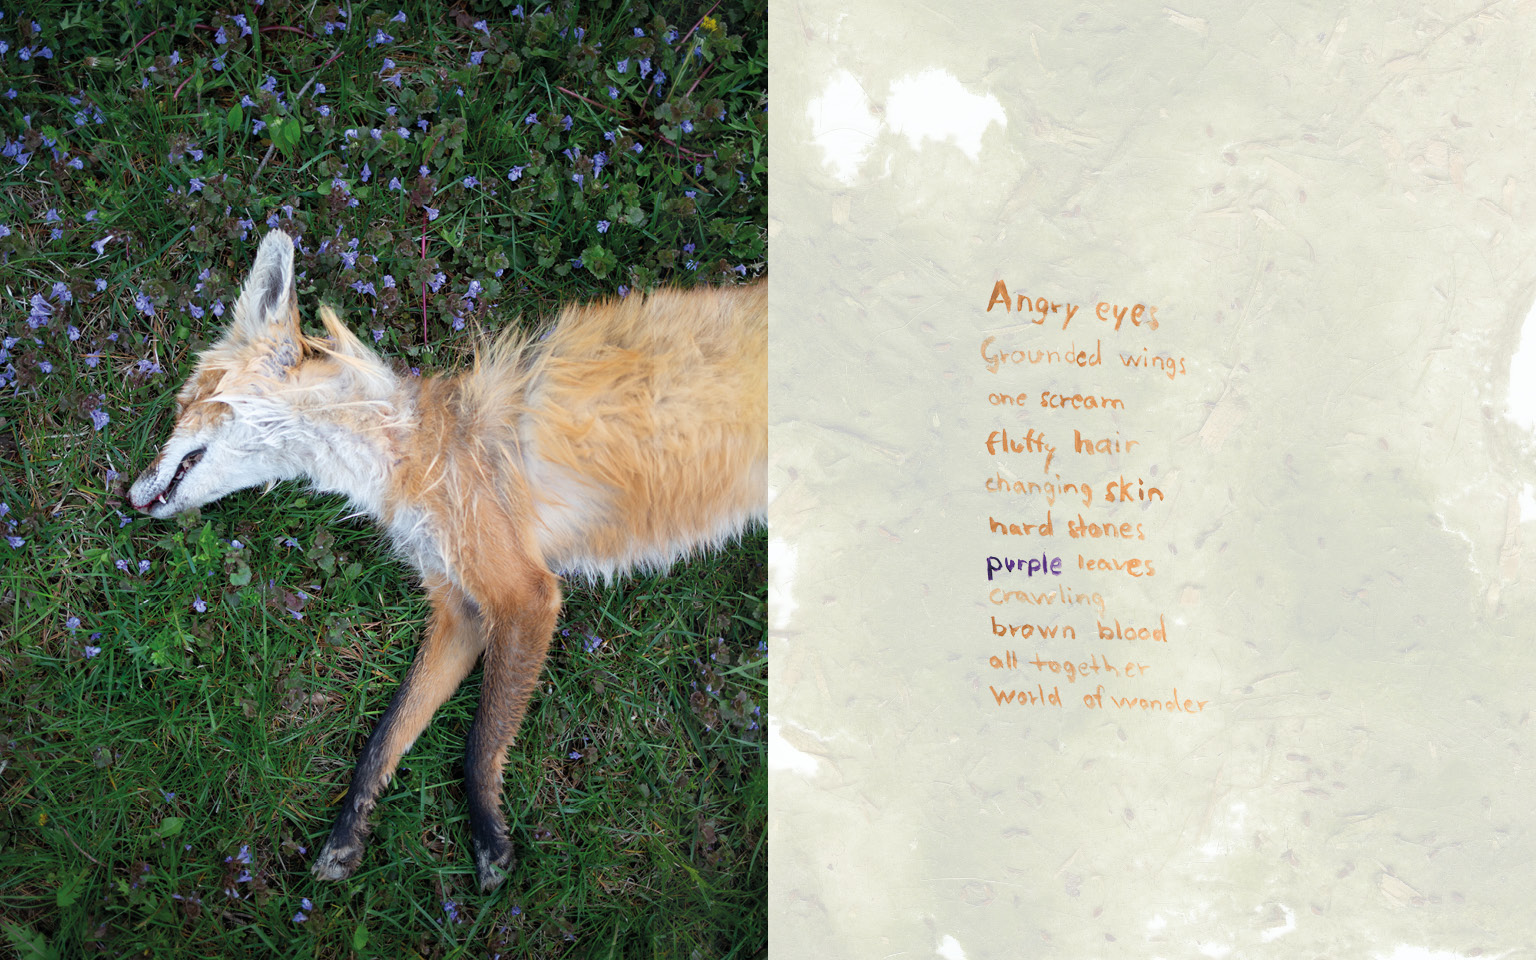 Angry eyes
Grounded wings
one scream
fluffy hair
changing skin
hard stones
purple leaves
crawling
brown blood
all together
World of wonder